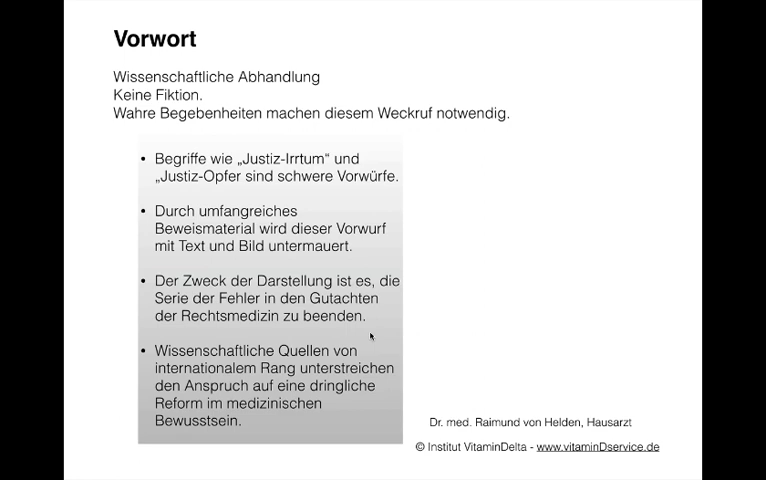 Vorwort
Wissenschaftliche Abhandlung
Keine Fiktion.
Wahre Begebenheiten machen diesem Weckruf notwendig.
• Begriffe wie „Justiz-Irrtum“ und
„Justiz-Opfer sind schwere Vorwürfe.
• Durch umfangreiches
Beweismaterial wird dieser Vorwurf
mit Text und Bild untermauert.
• Der Zweck der Darstellung ist es, die
Serie der Fehler in den Gutachten
der Rechtsmedizin zu beenden.
• Wissenschaftliche Quellen von
internationalem Rang unterstreichen
den Anspruch auf eine dringliche
Reform im medizinischen
Bewusstsein.
Dr. med. Raimund von Helden, Hausarzt
© Institut VitaminDelta - www.vitaminDservice.de